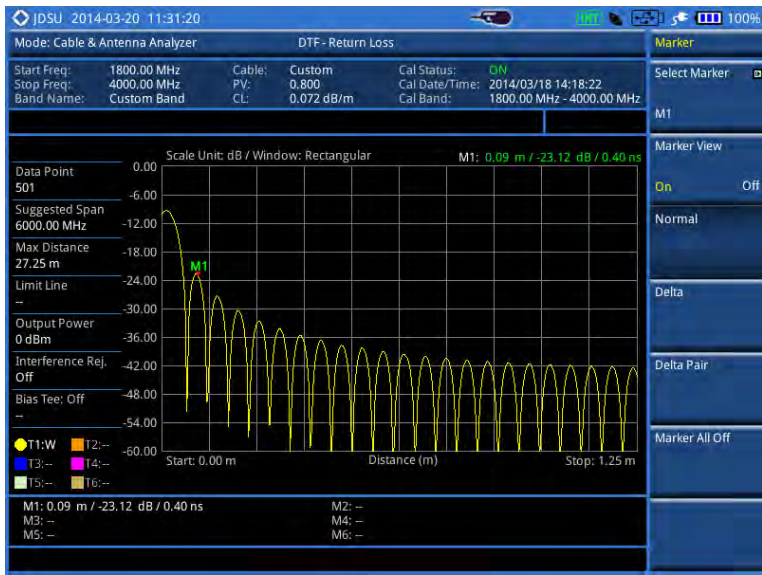 JDSU 2014-03-20 11:31:20 INT 100%
Mode: Cable & Antenna Analyzer DTF - Return Loss Marker
Start Freq: 1800.00 MHz Cable: Custom Cal Status: ON
Stop Freq: 4000.00 MHz PV: 0.800 Cal Date/Time: 2014/03/18 14:18:22
Band Name: Custom Band CL: 0.072 dB/m Cal Band: 1800.00 MHz - 4000.00 MHz
Select Marker
M1
Marker View
On Off
Normal
Delta
Delta Pair
Marker All Off
Scale Unit: dB / Window: Rectangular M1: 0.09 m / -23.12 dB / 0.40 ns
Data Point
501
Suggested Span
6000.00 MHz
Max Distance
27.25 m
Limit Line
--
Output Power
0 dBm
Interference Rej.
Off
Bias Tee: Off
--
T1:W T2:--
T3:-- T4:--
T5:-- T6:--
0.00
-6.00
-12.00
-18.00
-24.00
-30.00
-36.00
-42.00
-48.00
-54.00
-60.00
M1
Start: 0.00 m Distance (m) Stop: 1.25 m
M1: 0.09 m / -23.12 dB / 0.40 ns M2: --
M3: -- M4: --
M5: -- M6: --